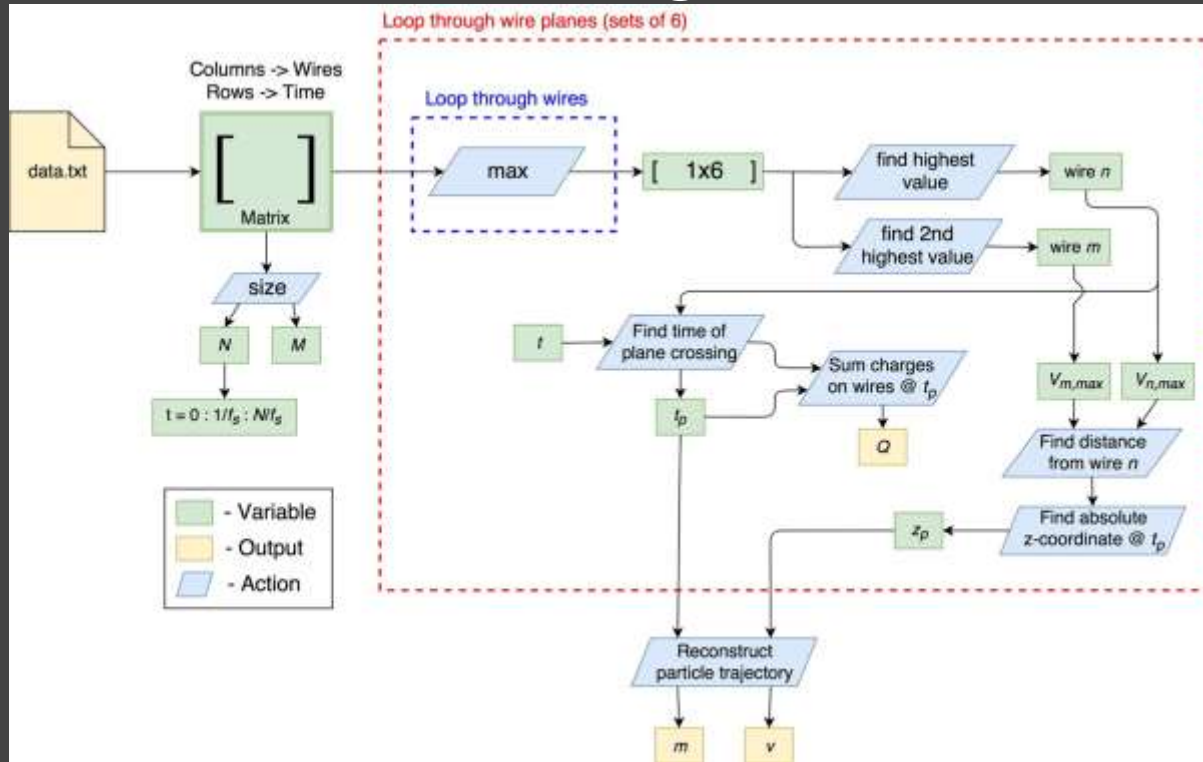 Loop through wire planes (sets of 6)
Columns -> Wires
Rows -> Time
Loop through wires
data.txt
[ ]
Matrix
max
[ 1x6 ]
find highest
value
wire n
find 2nd
highest value
wire m
size
N
M
t = 0 : 1/fs : N/fs
t
Find time of
plane crossing
tp
Sum charges
on wires @ tp
Q
Vm,max
Vn,max
Find distance
from wire n
Find absolute
z-coordinate @ tp
zp
- Variable
- Output
- Action
Reconstruct
particle trajectory
m
v